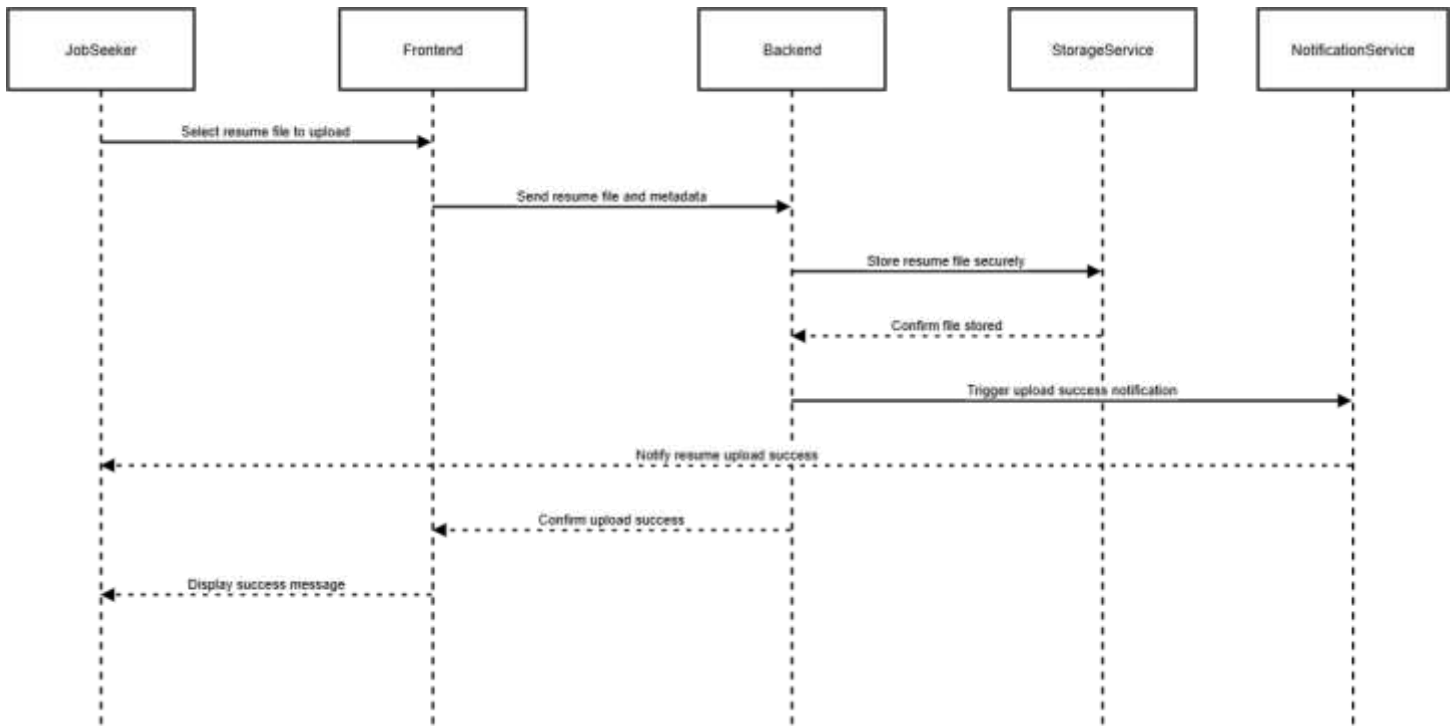 JobSeeker
Frontend
Backend
StorageService
NotificationService
Select resume file to upload
Send resume file and metadata
Store resume file securely
Confirm file stored
Trigger upload success notification
Notify resume upload success
Confirm upload success
Display success message